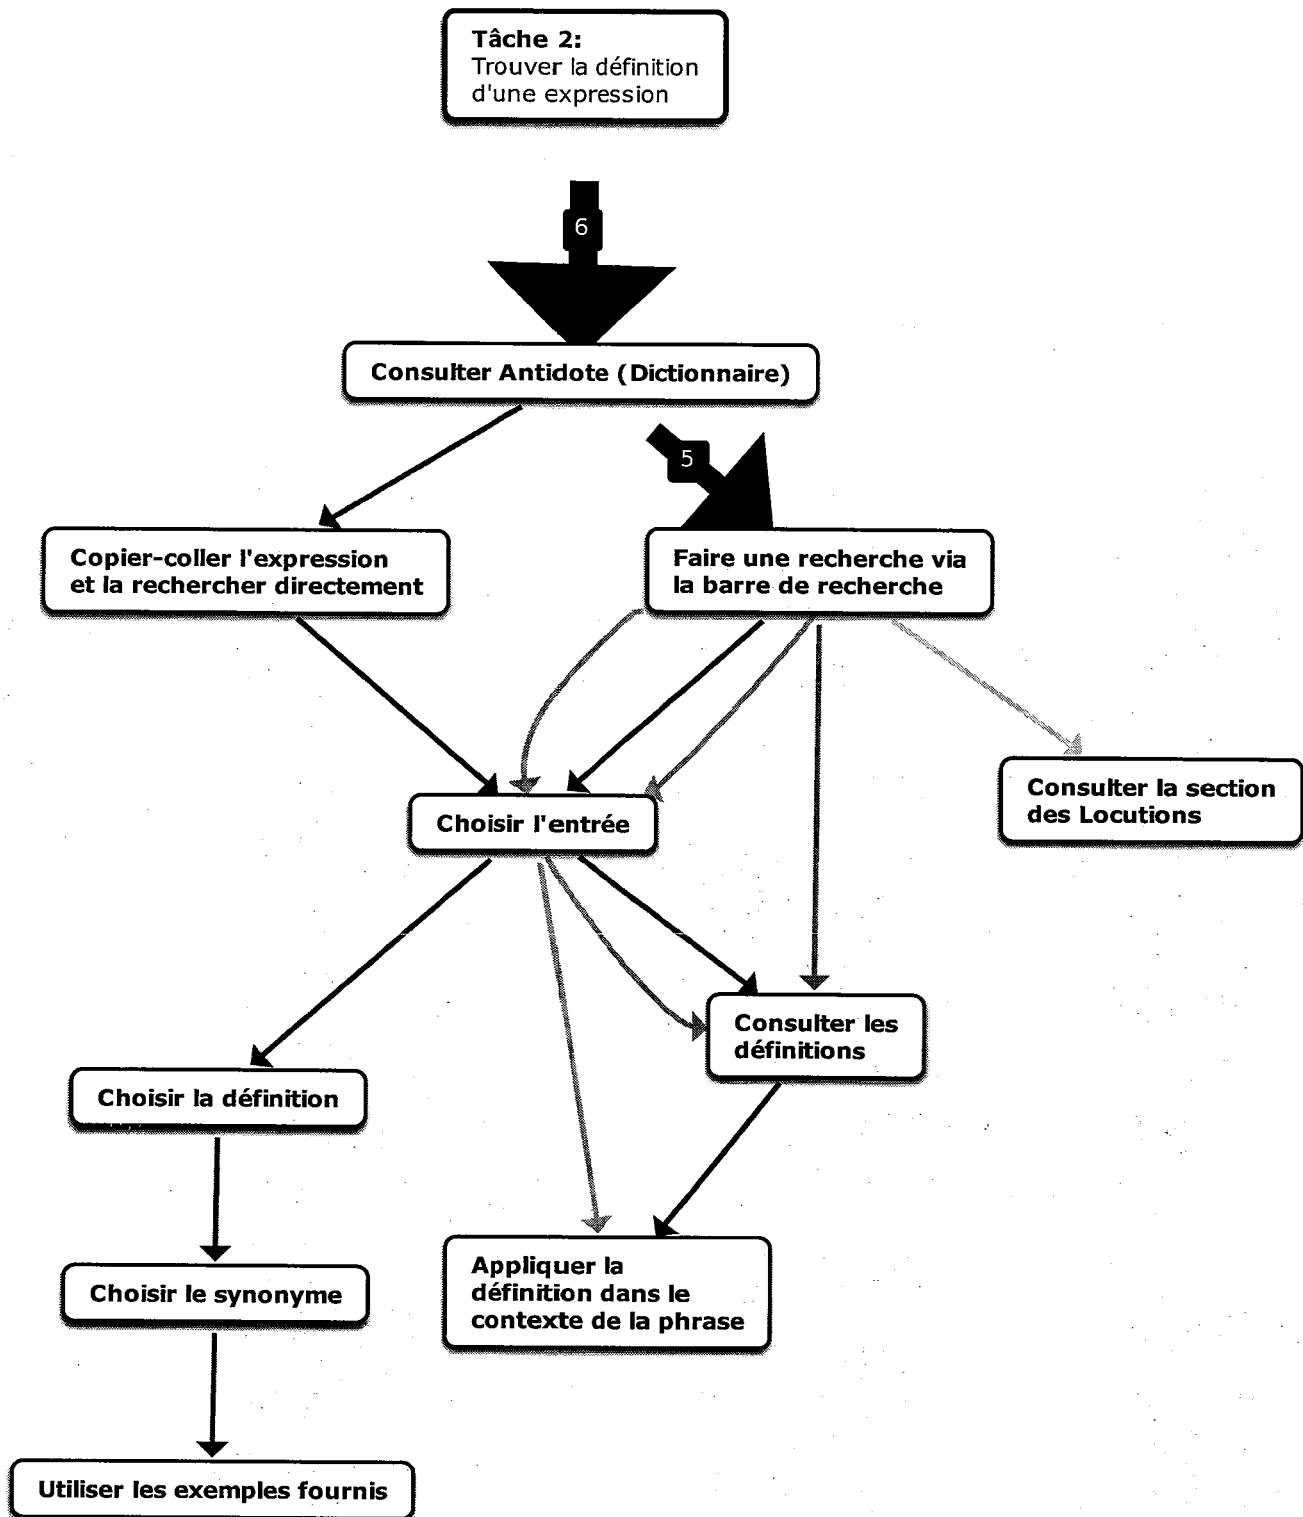 Tâche 2:
Trouver la définition
d'une expression
6
Consulter Antidote (Dictionnaire)
5
Copier-coller l'expression
et la rechercher directement
Faire une recherche via
la barre de recherche
Consulter la section
des Locutions
Choisir l'entrée
Consulter les
définitions
Choisir la définition
Appliquer la
définition dans le
contexte de la phrase
Choisir le synonyme
Utiliser les exemples fournis